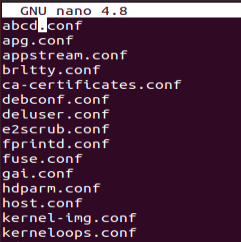 GNU nano 4.8
abcd.conf
apg.conf
appstream.conf
brltty.conf
ca-certificates.conf
debconf.conf
deluser.conf
e2scrub.conf
fprintd.conf
fuse.conf
gai.conf
hdparm.conf
host.conf
kernel-img.conf
kerneloops.conf